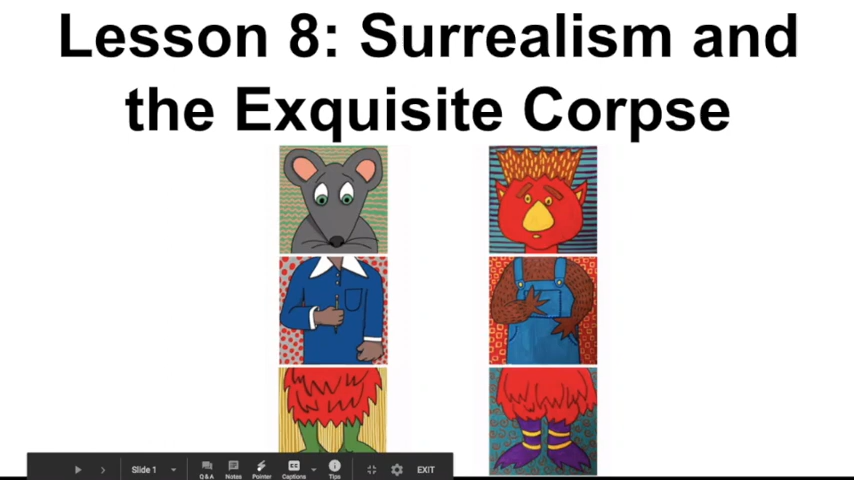 Lesson 8: Surrealism and
the Exquisite Corpse
Slide 1
Q&A Notes Pointer Captions Tips EXIT